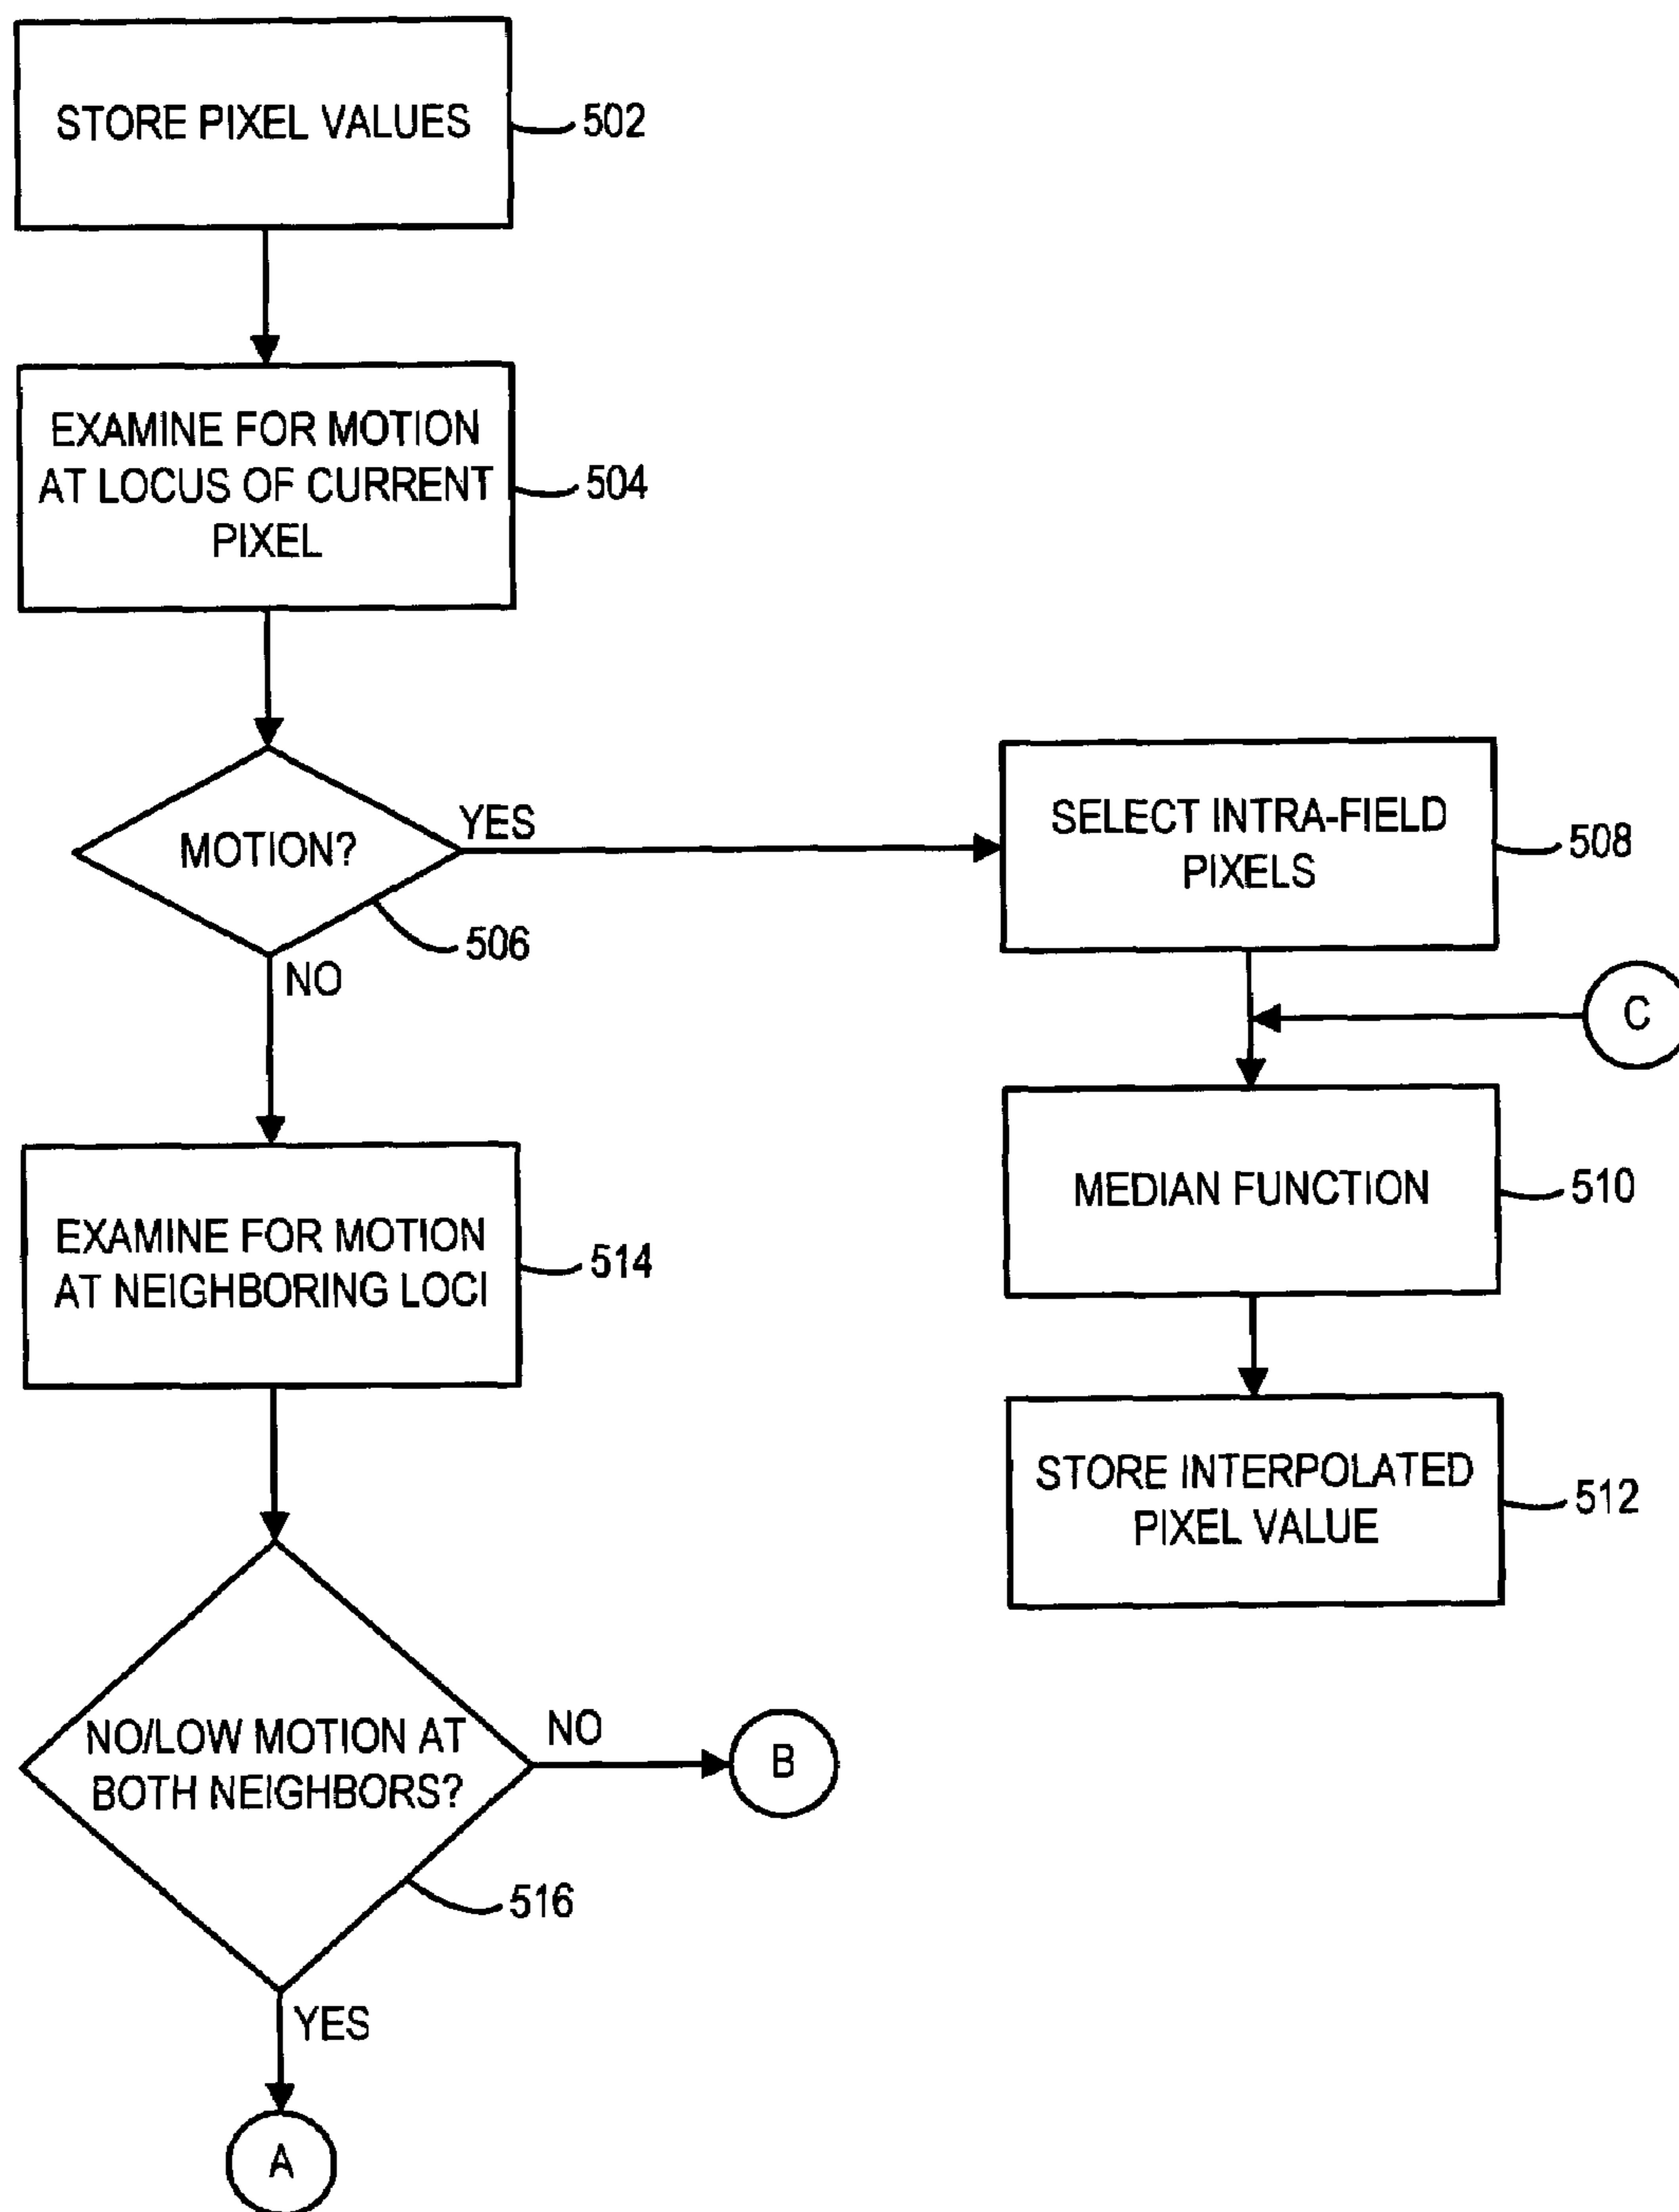 STORE PIXEL VALUES
502
EXAMINE FOR MOTION
AT LOCUS OF CURRENT
PIXEL
504
MOTION?
YES
506
NO
SELECT INTRA-FIELD
PIXELS
508
C
MEDIAN FUNCTION
510
STORE INTERPOLATED
PIXEL VALUE
512
EXAMINE FOR MOTION
AT NEIGHBORING LOCI
514
NO/LOW MOTION AT
BOTH NEIGHBORS?
NO
B
516
YES
A